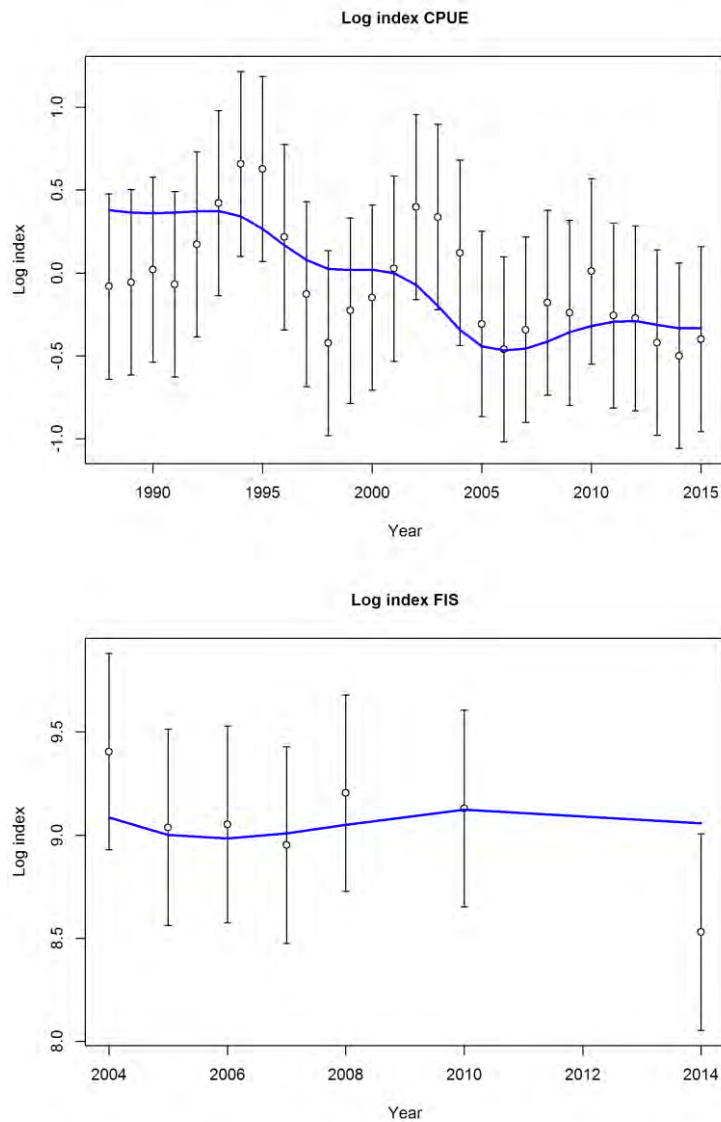 Log index CPUE
Log index
1.0
0.5
0.0
-0.5
-1.0
1990 1995 2000 2005 2010 2015
Year
Log index FIS
Log index
9.5
9.0
8.5
8.0
2004 2006 2008 2010 2012 2014
Year